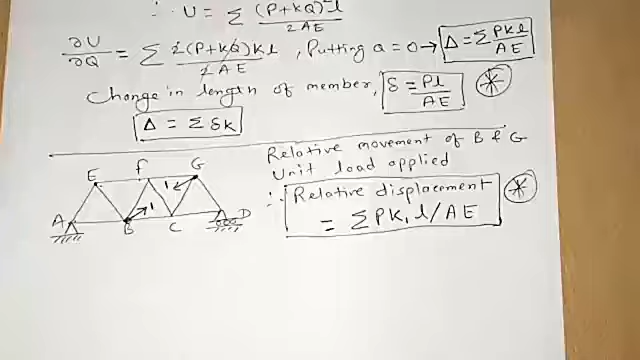 ∴ U = Σ (P+kQ)²l / 2AE
∂U/∂Q = Σ 2(P+kQ)kl / 2AE, Putting Q = 0 → Δ = Σ Pkl/AE
Change in length of member, δ = Pl/AE
Δ = Σ δk
Relative movement of B & G
Unit load applied
∴ Relative displacement
= Σ PK₁l/AE
E F G
1 1
A B C D